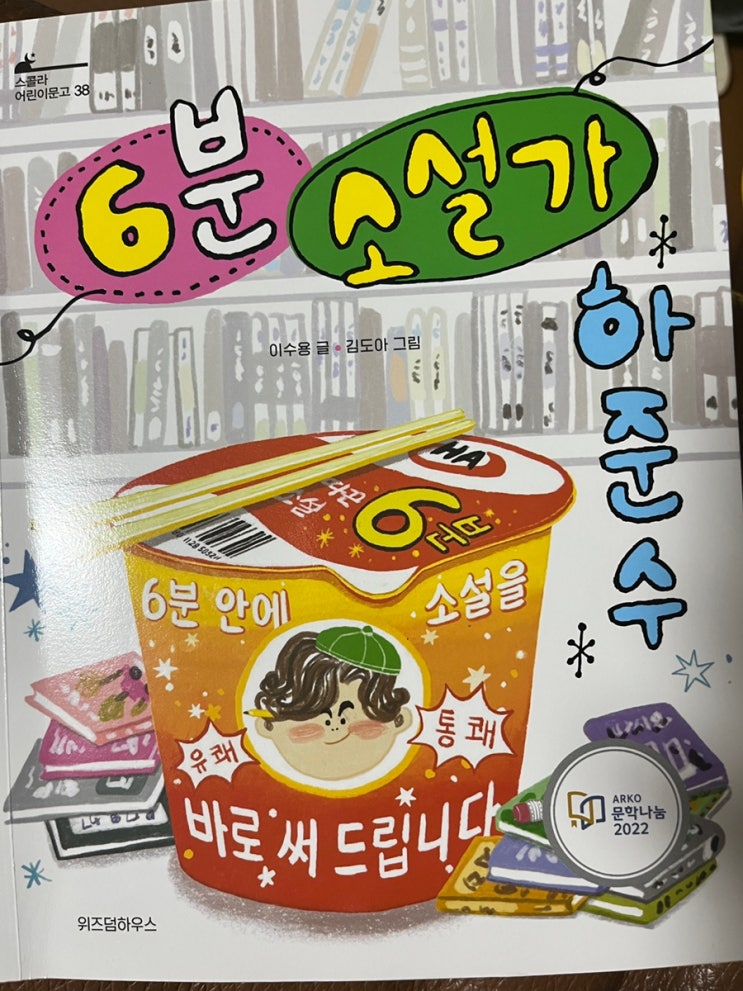 스콜라
어린이문고 38
6분 소설가
하준수
이수용 글 • 김도아 그림
HA
6분
6분 안에 소설을
유쾌 통쾌
바로 써 드립니다
ARKO
문학나눔
2022
위즈덤하우스